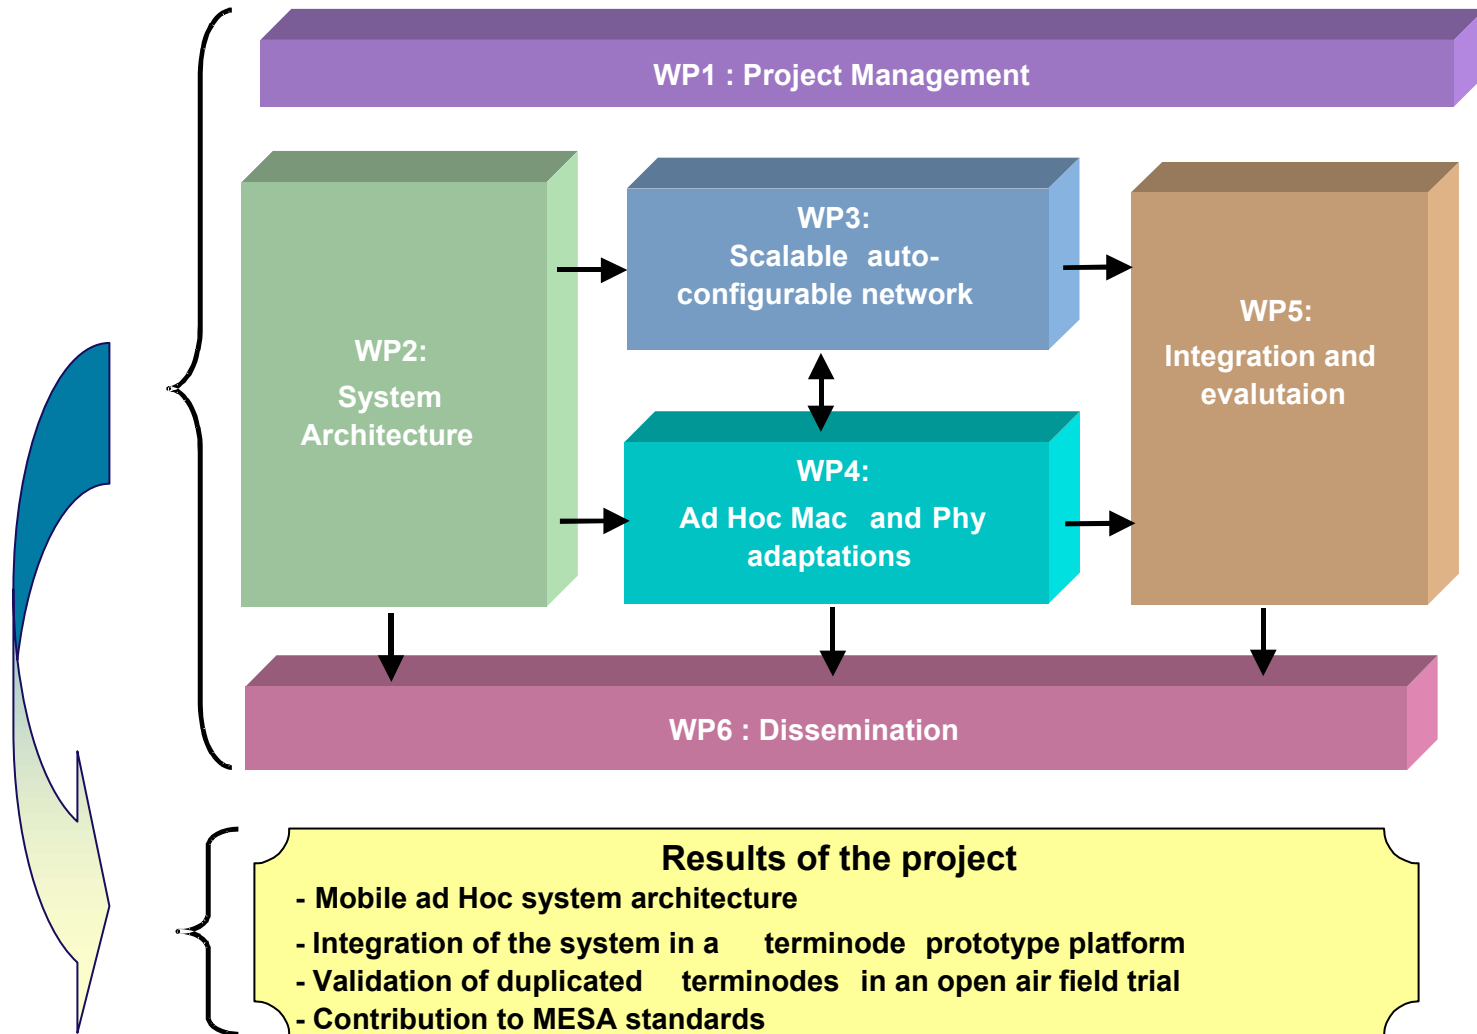 WP1 : Project Management
WP2:
System
Architecture
WP3:
Scalable auto-
configurable network
WP4:
Ad Hoc Mac and Phy
adaptations
WP5:
Integration and
evalutaion
WP6 : Dissemination
Results of the project
- Mobile ad Hoc system architecture
- Integration of the system in a terminode prototype platform
- Validation of duplicated terminodes in an open air field trial
- Contribution to MESA standards